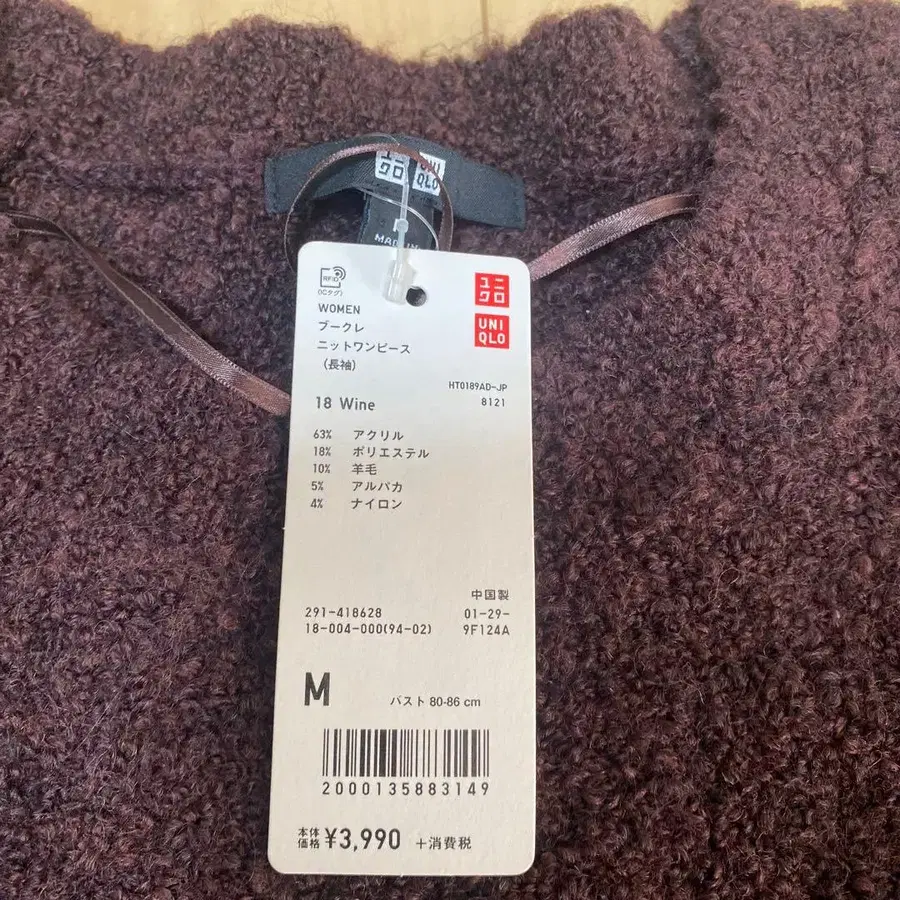 ユニ
クロ
UNI
QLO
MADE IN
RFID
(ICタグ)
WOMEN
ブークレ
ニットワンピース
(長袖)
ユニ
クロ
UNI
QLO
HT0189AD-JP
18 Wine
8121
63% アクリル
18% ポリエステル
10% 羊毛
5% アルパカ
4% ナイロン
中国製
291-418628
01-29-
18-004-000(94-02)
9F124A
M
バスト 80-86 cm
2000135883149
本体
価格
¥3,990 +消費税